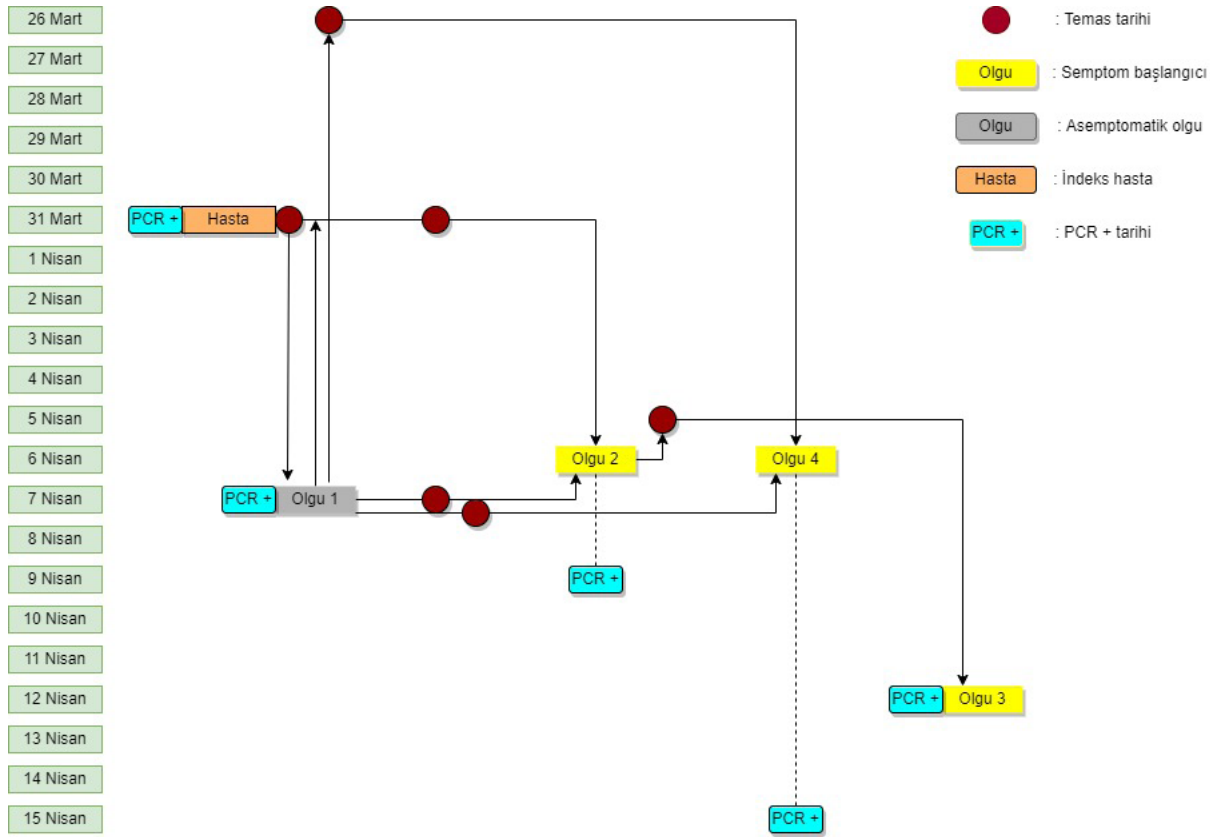 26 Mart
: Temas tarihi
27 Mart
Olgu : Semptom başlangıcı
28 Mart
29 Mart
Olgu : Asemptomatik olgu
30 Mart
Hasta : İndeks hasta
31 Mart
PCR + Hasta
PCR + : PCR + tarihi
1 Nisan
2 Nisan
3 Nisan
4 Nisan
5 Nisan
6 Nisan
Olgu 2
Olgu 4
7 Nisan
PCR + Olgu 1
8 Nisan
9 Nisan
PCR +
10 Nisan
11 Nisan
12 Nisan
PCR + Olgu 3
13 Nisan
14 Nisan
15 Nisan
PCR +